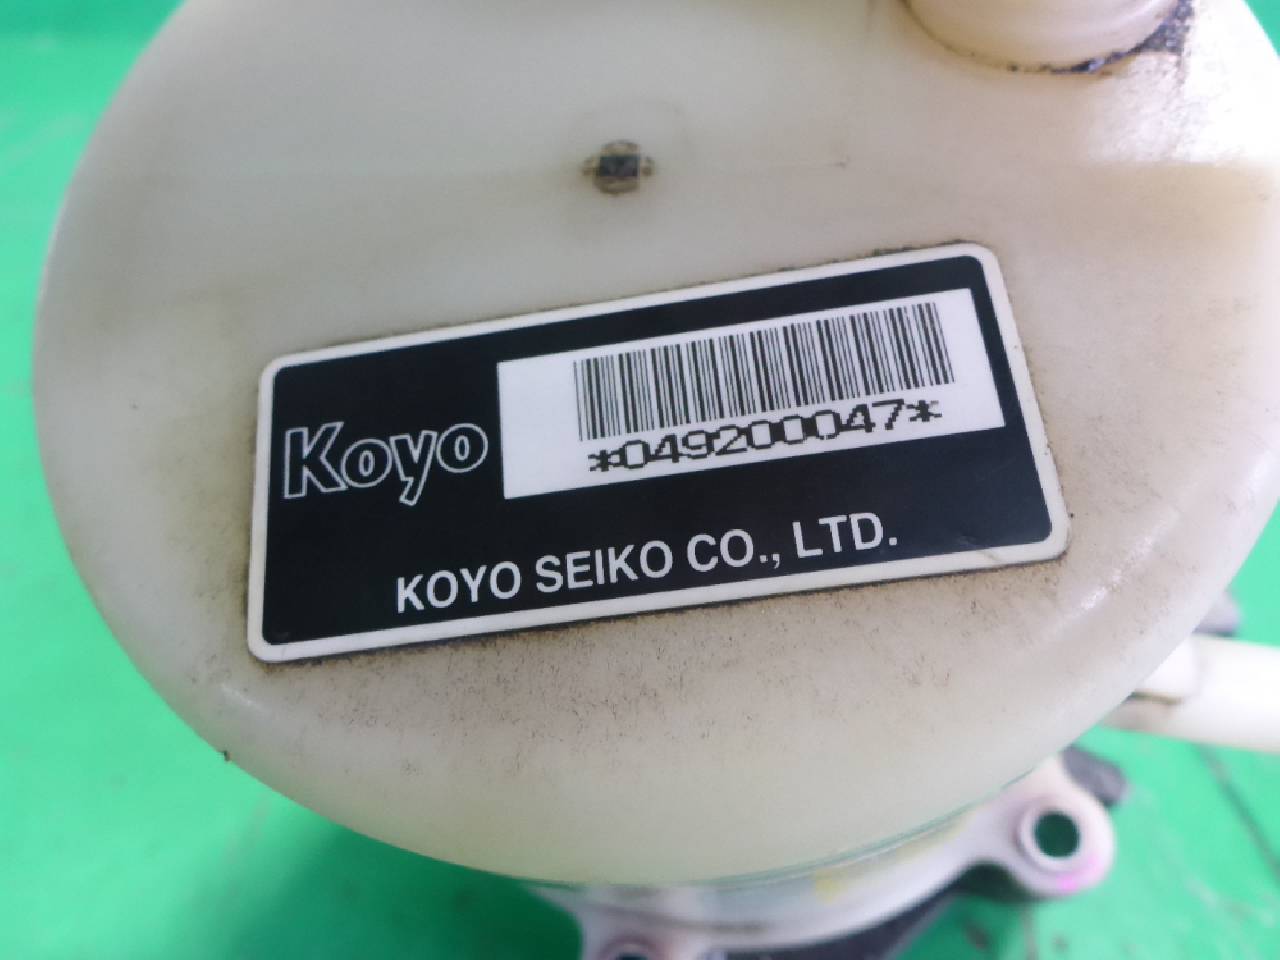 *049200047*
Koyo
KOYO SEIKO CO., LTD.